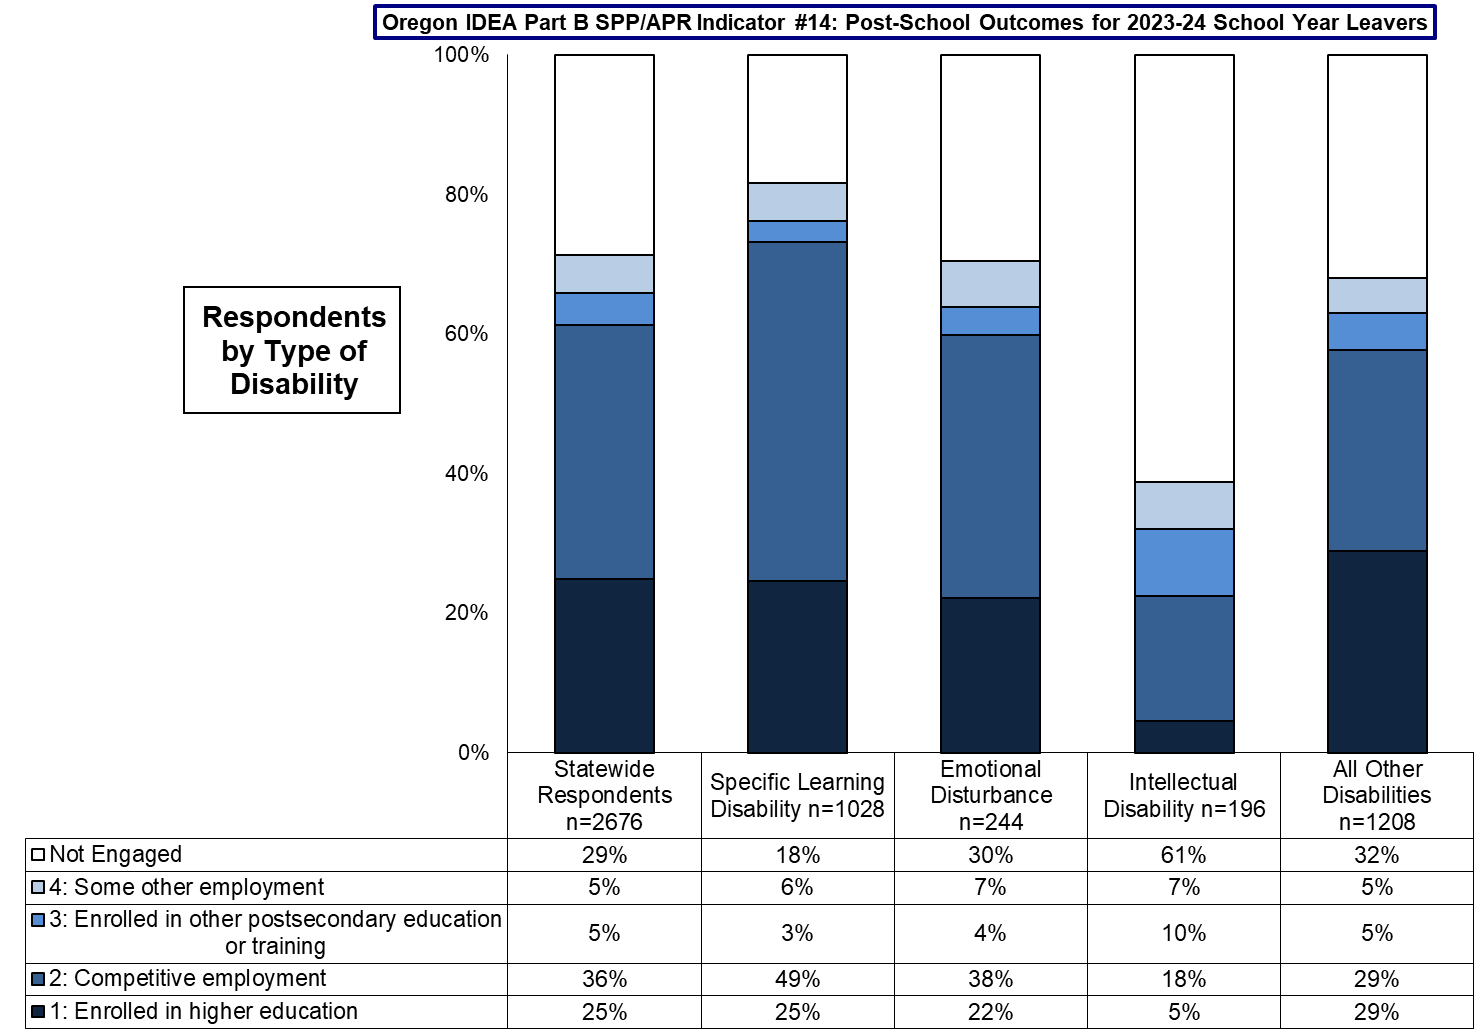 Oregon IDEA Part B SPP/APR Indicator #14: Post-School Outcomes for 2023-24 School Year Leavers
100%
80%
60%
40%
20%
0%
Respondents
by Type of
Disability
Statewide
Respondents
n=2676
Specific Learning
Disability n=1028
Emotional
Disturbance
n=244
Intellectual
Disability n=196
All Other
Disabilities
n=1208
Not Engaged 29% 18% 30% 61% 32%
4: Some other employment 5% 6% 7% 7% 5%
3: Enrolled in other postsecondary education
or training 5% 3% 4% 10% 5%
2: Competitive employment 36% 49% 38% 18% 29%
1: Enrolled in higher education 25% 25% 22% 5% 29%